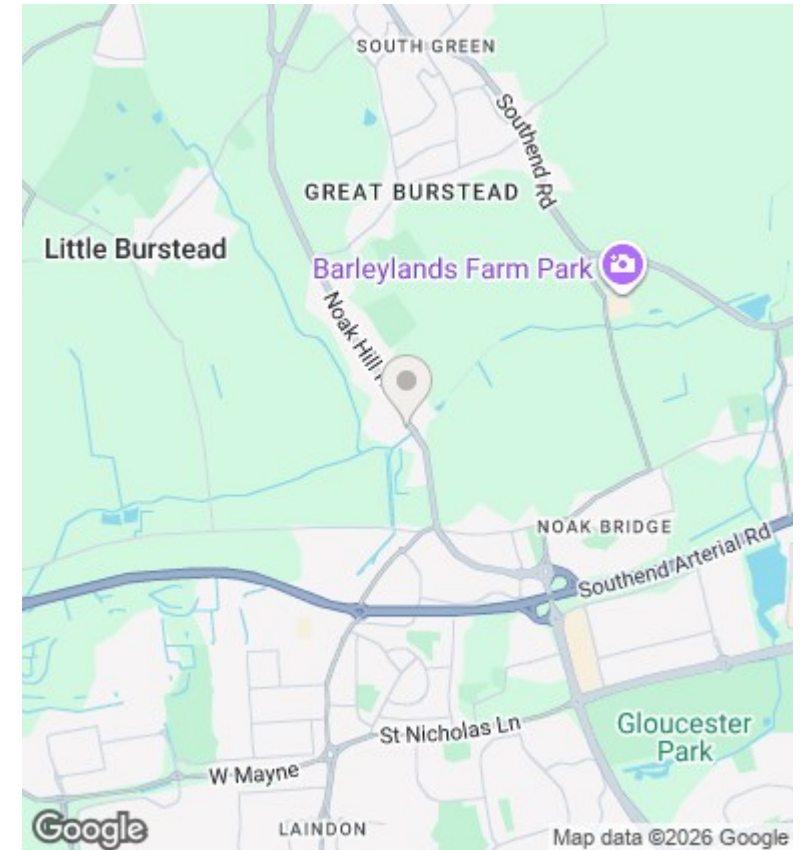 SOUTH GREEN
Southend Rd
GREAT BURSTEAD
Little Burstead
Barleylands Farm Park
Noak Hill
NOAK BRIDGE
Southend Arterial Rd
Gloucester
Park
St Nicholas Ln
W Mayne
LAINDON
Google
Map data ©2026 Google